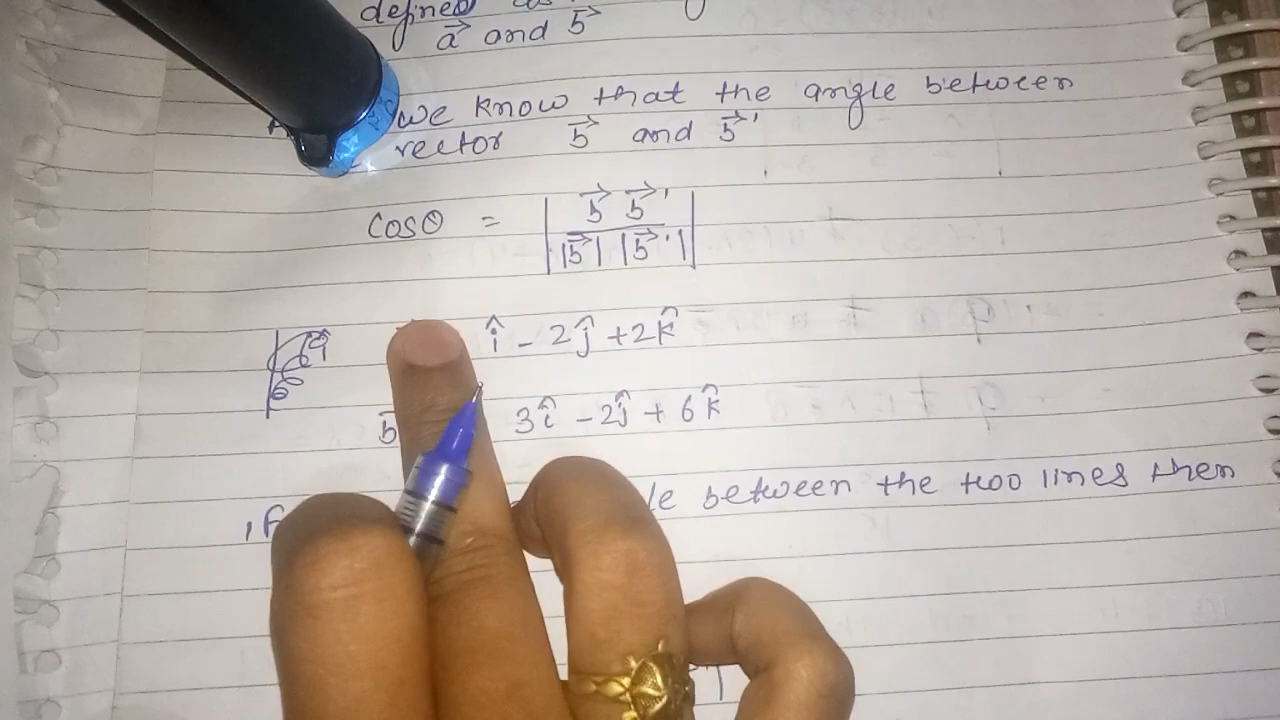 defined
a⃗ and b⃗
we know that the angle between
vector b⃗ and b⃗'
cosθ = | b⃗ b⃗' / |b⃗| |b⃗'| |
î - 2ĵ + 2k̂
b 3î - 2ĵ + 6k̂
if le between the two lines then